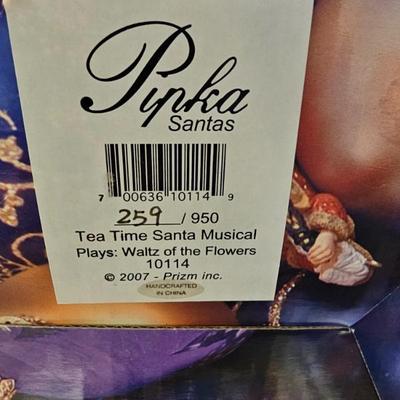 Pipka
Santas
7 00636 10114 9
259 / 950
Tea Time Santa Musical
Plays: Waltz of the Flowers
10114
© 2007 - Prizm inc.
HANDCRAFTED
IN CHINA